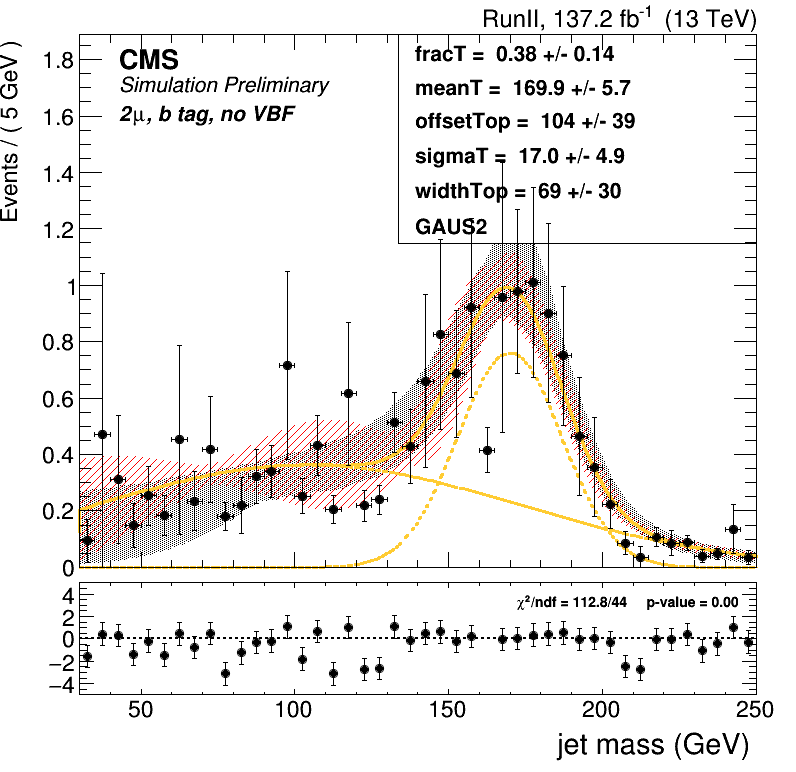 RunII, 137.2 fb⁻¹ (13 TeV)
CMS
Simulation Preliminary
2μ, b tag, no VBF
fracT = 0.38 +/- 0.14
meanT = 169.9 +/- 5.7
offsetTop = 104 +/- 39
sigmaT = 17.0 +/- 4.9
widthTop = 69 +/- 30
GAUS2
Events / ( 5 GeV )
1.8
1.6
1.4
1.2
1
0.8
0.6
0.4
0.2
0
χ²/ndf = 112.8/44 p-value = 0.00
4
2
0
−2
−4
50 100 150 200 250
jet mass (GeV)